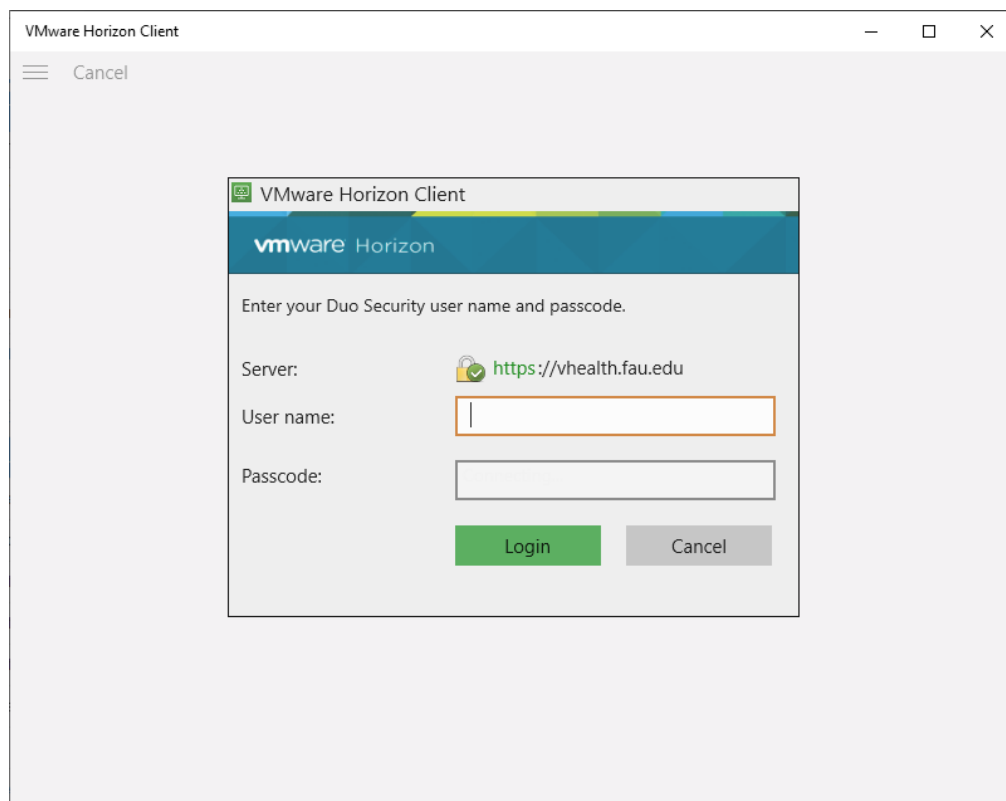 VMware Horizon Client
Cancel
VMware Horizon Client
vmware Horizon
Enter your Duo Security user name and passcode.
Server: https://vhealth.fau.edu
User name:
Passcode:
Login Cancel